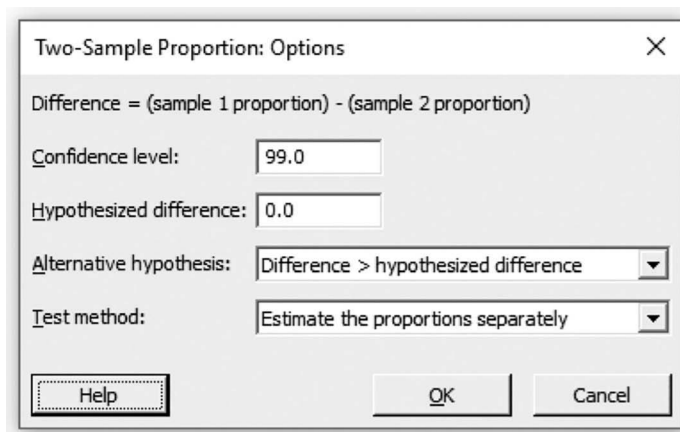 Two-Sample Proportion: Options
Difference = (sample 1 proportion) - (sample 2 proportion)
Confidence level: 99.0
Hypothesized difference: 0.0
Alternative hypothesis: Difference > hypothesized difference
Test method: Estimate the proportions separately
Help OK Cancel